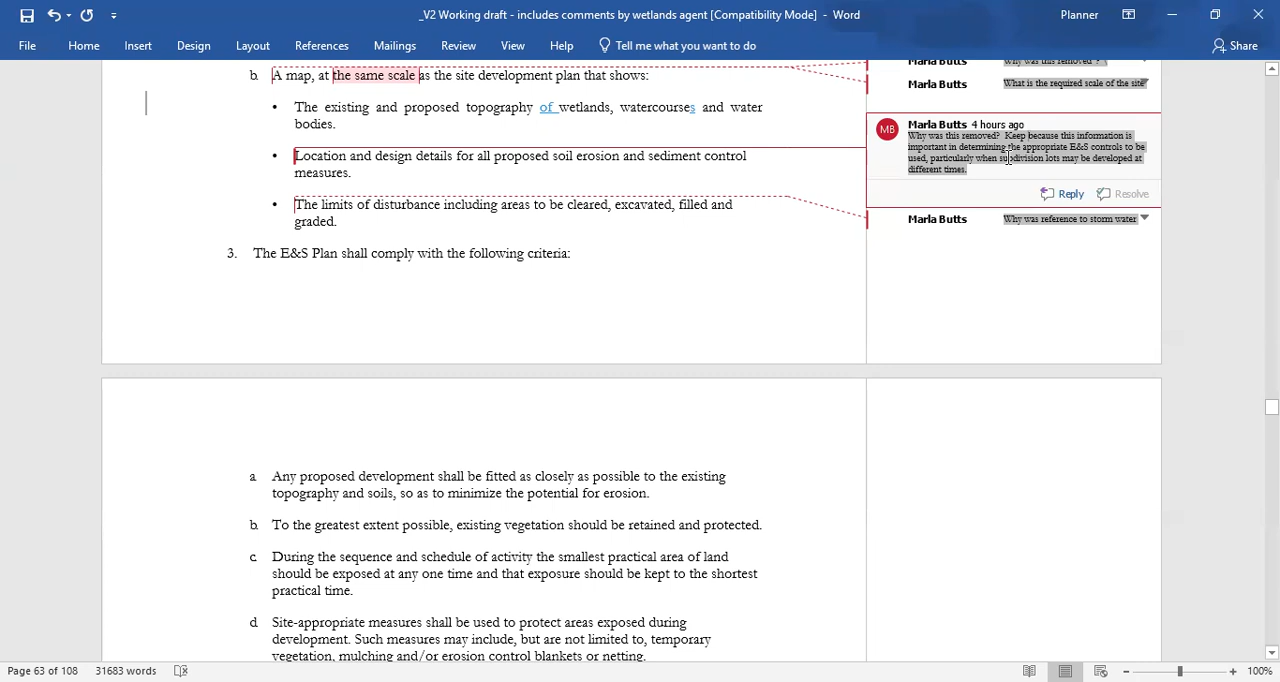 _V2 Working draft - includes comments by wetlands agent [Compatibility Mode] - Word
Planner
File Home Insert Design Layout References Mailings Review View Help Tell me what you want to do Share
b. A map, at the same scale as the site development plan that shows:
• The existing and proposed topography of wetlands, watercourses and water
bodies.
• Location and design details for all proposed soil erosion and sediment control
measures.
• The limits of disturbance including areas to be cleared, excavated, filled and
graded.
3. The E&S Plan shall comply with the following criteria:
Marla Butts Why was this removed ? (
Marla Butts What is the required scale of the site
MB Marla Butts 4 hours ago
Why was this removed? Keep because this information is
important in determining the appropriate E&S controls to be
used, particularly when subdivision lots may be developed at
different times.
Reply Resolve
Marla Butts Why was reference to storm water
a. Any proposed development shall be fitted as closely as possible to the existing
topography and soils, so as to minimize the potential for erosion.
b. To the greatest extent possible, existing vegetation should be retained and protected.
c. During the sequence and schedule of activity the smallest practical area of land
should be exposed at any one time and that exposure should be kept to the shortest
practical time.
d. Site-appropriate measures shall be used to protect areas exposed during
development. Such measures may include, but are not limited to, temporary
vegetation, mulching and/or erosion control blankets or netting.
Page 63 of 108 31683 words 100%